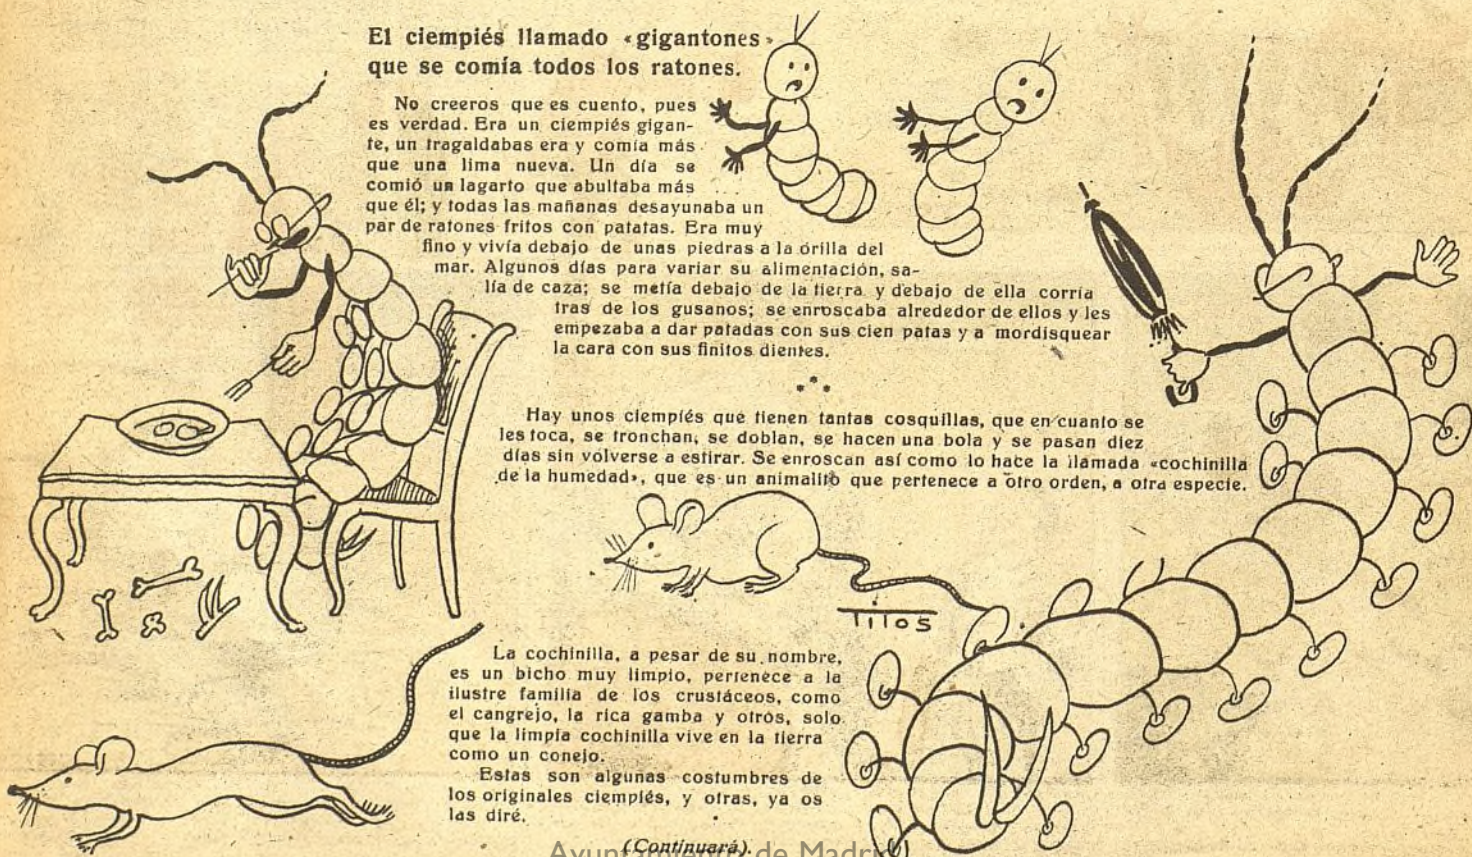 El ciempiés llamado «gigantones»
que se comía todos los ratones.
No creeros que es cuento, pues
es verdad. Era un ciempiés gigan-
te, un tragaldabas era y comía más
que una lima nueva. Un día se
comió un lagarto que abultaba más
que él; y todas las mañanas desayunaba un
par de ratones fritos con patatas. Era muy
fino y vivía debajo de unas piedras a la orilla del
mar. Algunos días para variar su alimentación, sa-
lía de caza; se metía debajo de la tierra y debajo de ella corría
tras de los gusanos; se enroscaba alrededor de ellos y les
empezaba a dar patadas con sus cien patas y a mordisquear
la cara con sus finitos dientes.
***
Hay unos ciempiés que tienen tantas cosquillas, que en cuanto se
les toca, se tronchan, se doblan, se hacen una bola y se pasan diez
días sin volverse a estirar. Se enroscan así como lo hace la llamada «cochinilla
de la humedad», que es un animalito que pertenece a otro orden, a otra especie.
Tilos
La cochinilla, a pesar de su nombre,
es un bicho muy limpio, pertenece a la
ilustre familia de los crustáceos, como
el cangrejo, la rica gamba y otros, solo
que la limpia cochinilla vive en la tierra
como un conejo.
Estas son algunas costumbres de
los originales ciempiés, y otras, ya os
las diré.
(Continuará).
Ayuntamiento de Madrid